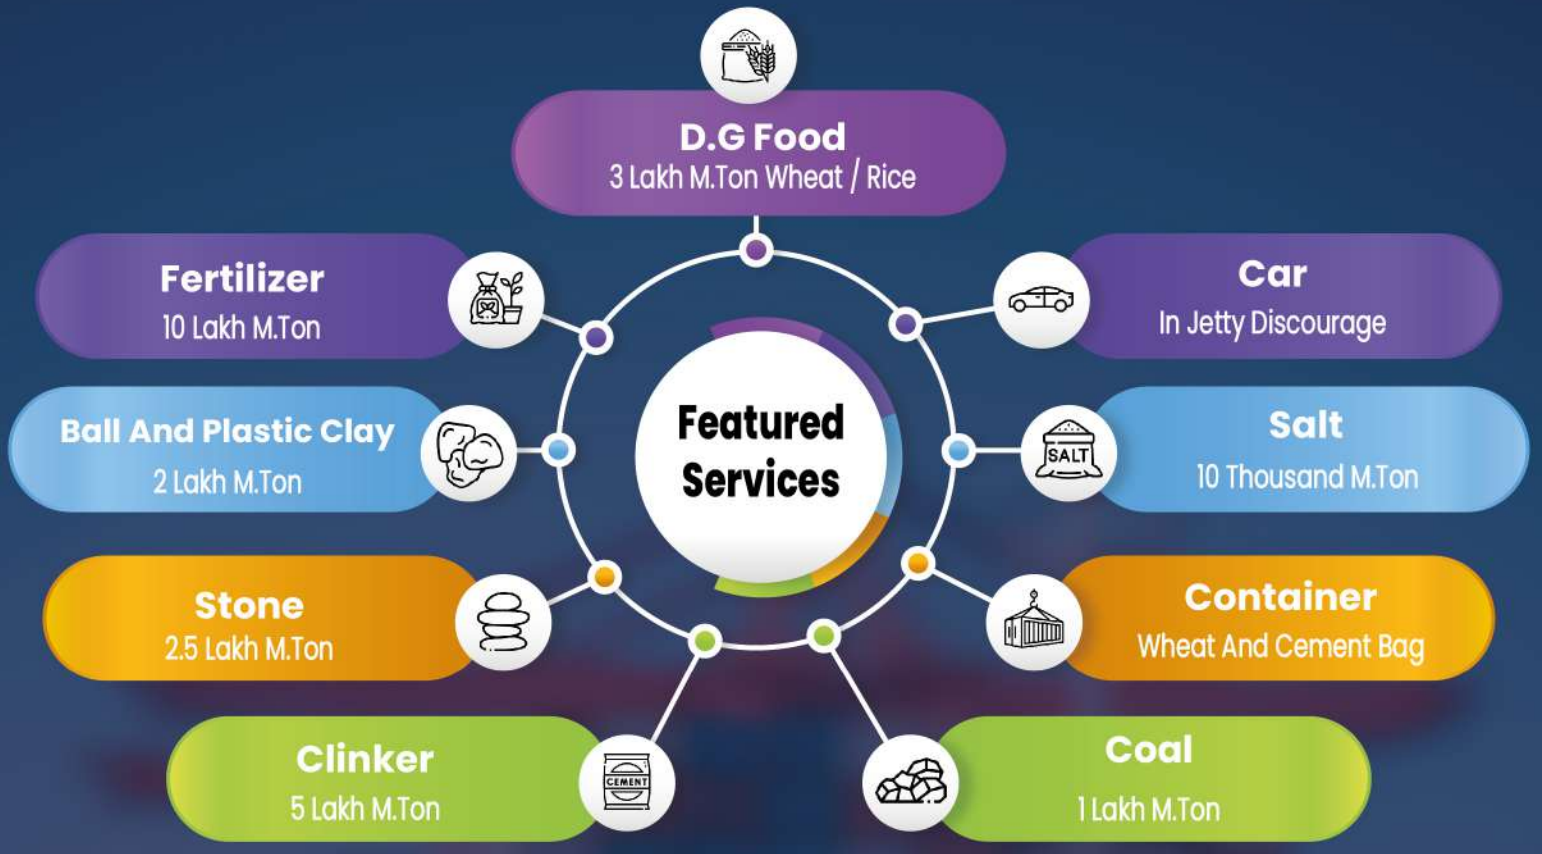 D.G Food
3 Lakh M.Ton Wheat / Rice
Fertilizer
10 Lakh M.Ton
Car
In Jetty Discourage
Ball And Plastic Clay
2 Lakh M.Ton
Featured
Services
Salt
10 Thousand M.Ton
SALT
Stone
2.5 Lakh M.Ton
Container
Wheat And Cement Bag
Clinker
5 Lakh M.Ton
CEMENT
Coal
1 Lakh M.Ton